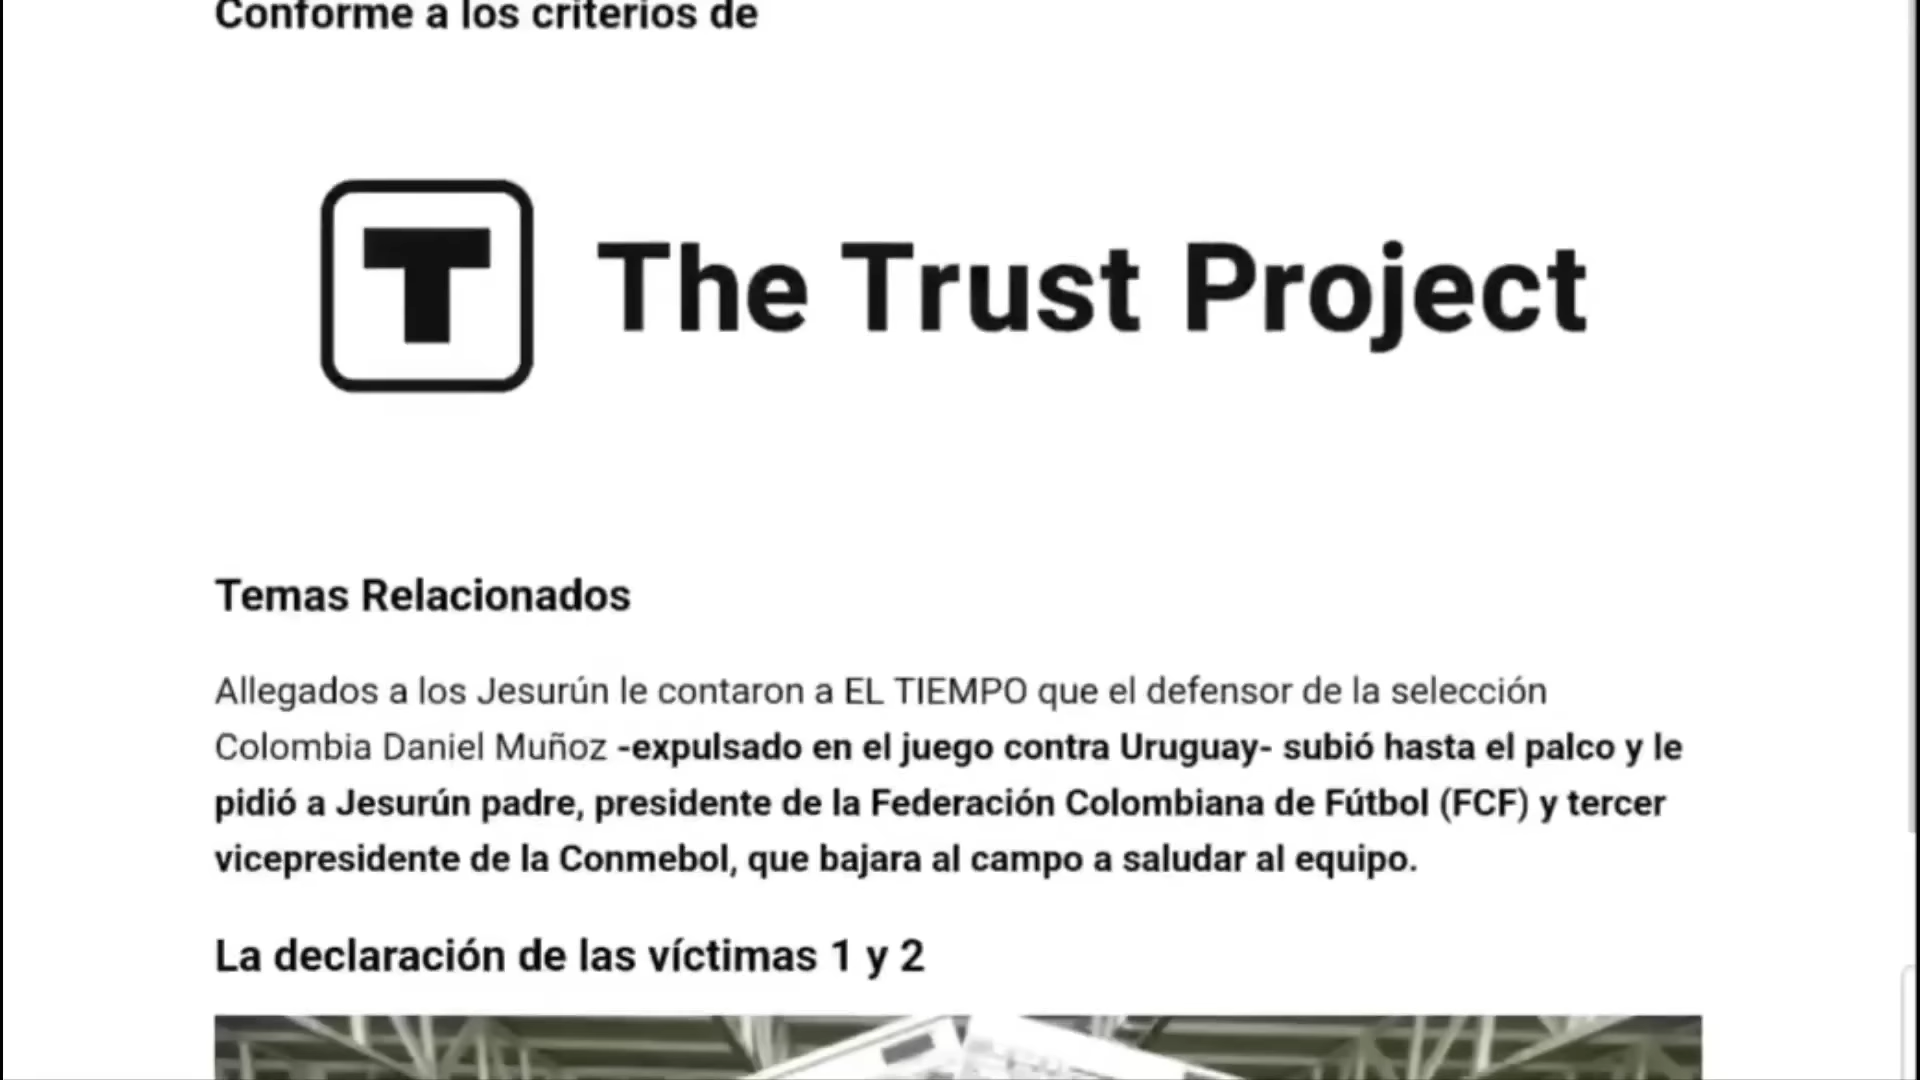 Conforme a los criterios de
T The Trust Project
Temas Relacionados
Allegados a los Jesurún le contaron a EL TIEMPO que el defensor de la selección
Colombia Daniel Muñoz -expulsado en el juego contra Uruguay- subió hasta el palco y le
pidió a Jesurún padre, presidente de la Federación Colombiana de Fútbol (FCF) y tercer
vicepresidente de la Conmebol, que bajara al campo a saludar al equipo.
La declaración de las víctimas 1 y 2